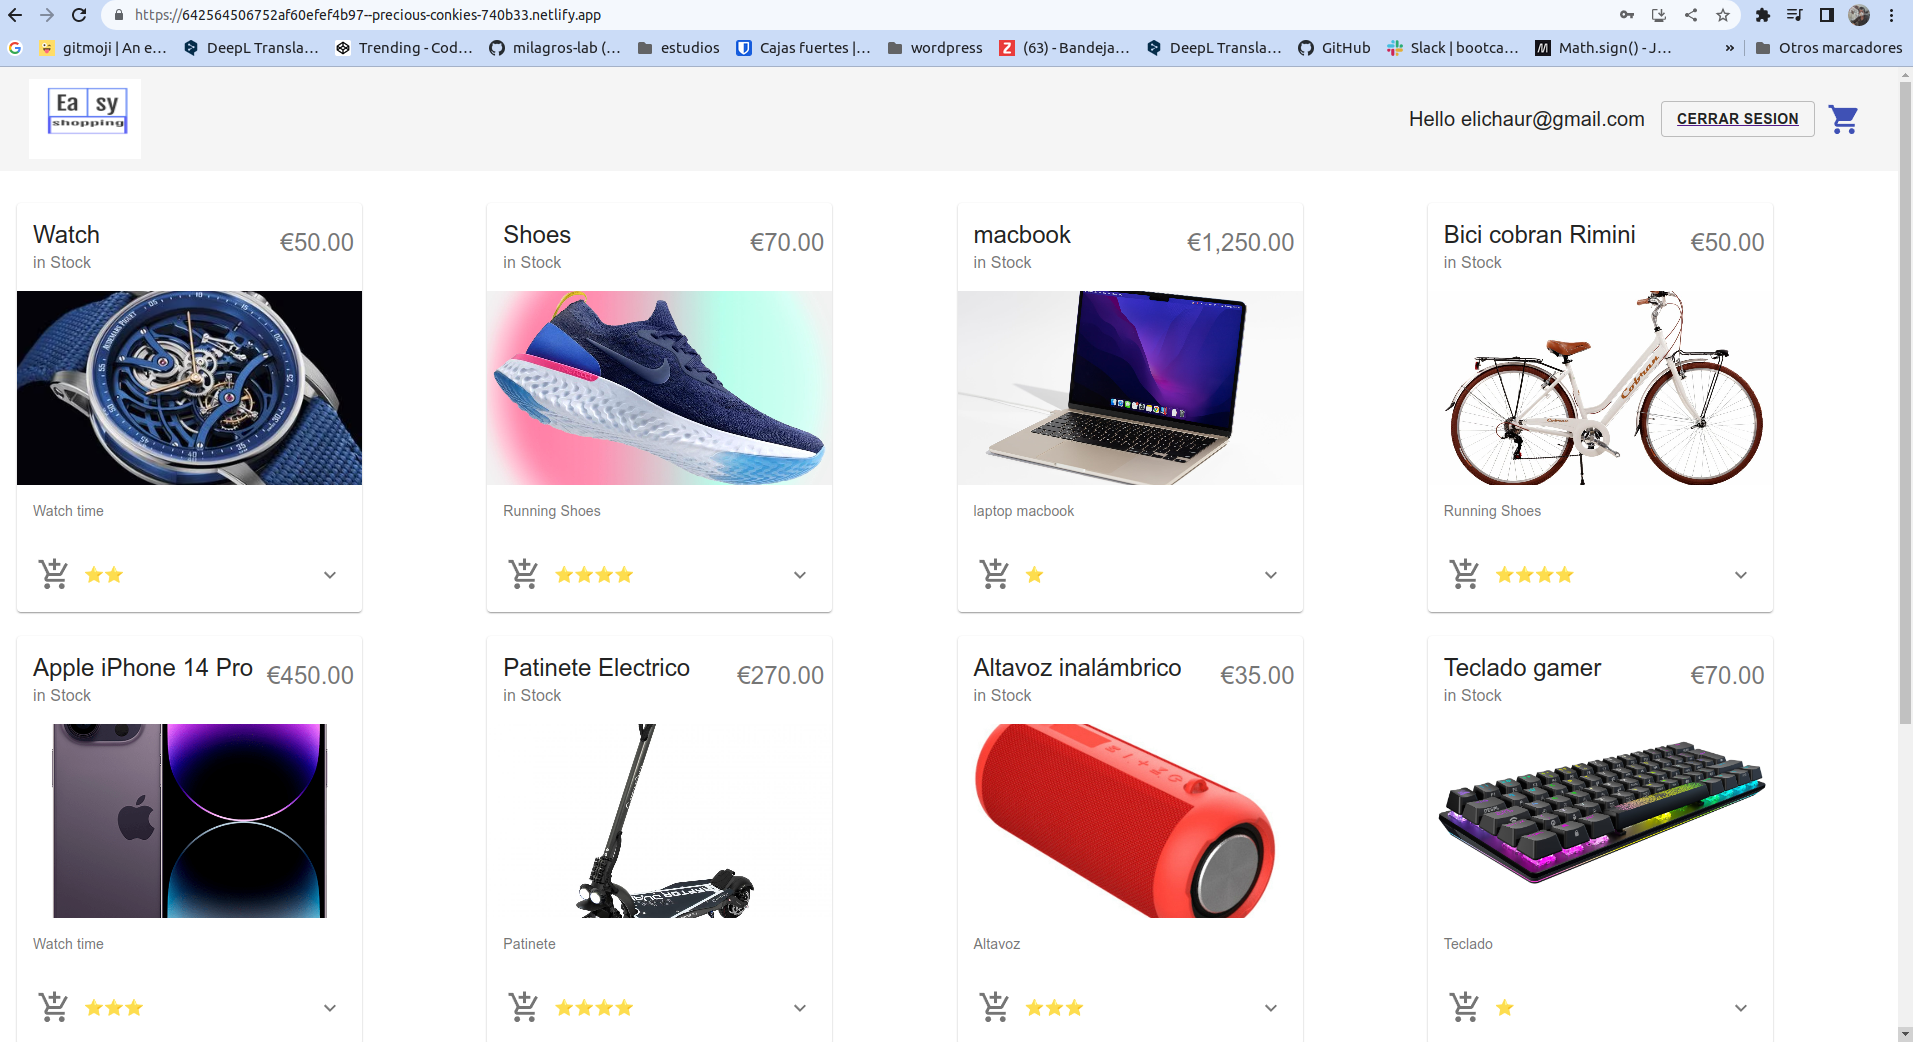 https://642564506752af60efef4b97--precious-conkies-740b33.netlify.app
gitmoji | An e… DeepL Transla… Trending - Cod… milagros-lab (… estudios Cajas fuertes |… wordpress (63) - Bandeja… DeepL Transla… GitHub Slack | bootca… Math.sign() - J… » Otros marcadores
Ea sy
shopping
Hello elichaur@gmail.com CERRAR SESION
Watch €50.00
in Stock
Watch time
Shoes €70.00
in Stock
Running Shoes
macbook €1,250.00
in Stock
laptop macbook
Bici cobran Rimini €50.00
in Stock
Cobran
Running Shoes
Apple iPhone 14 Pro €450.00
in Stock
Watch time
Patinete Electrico €270.00
in Stock
Patinete
Altavoz inalámbrico €35.00
in Stock
Altavoz
Teclado gamer €70.00
in Stock
Teclado